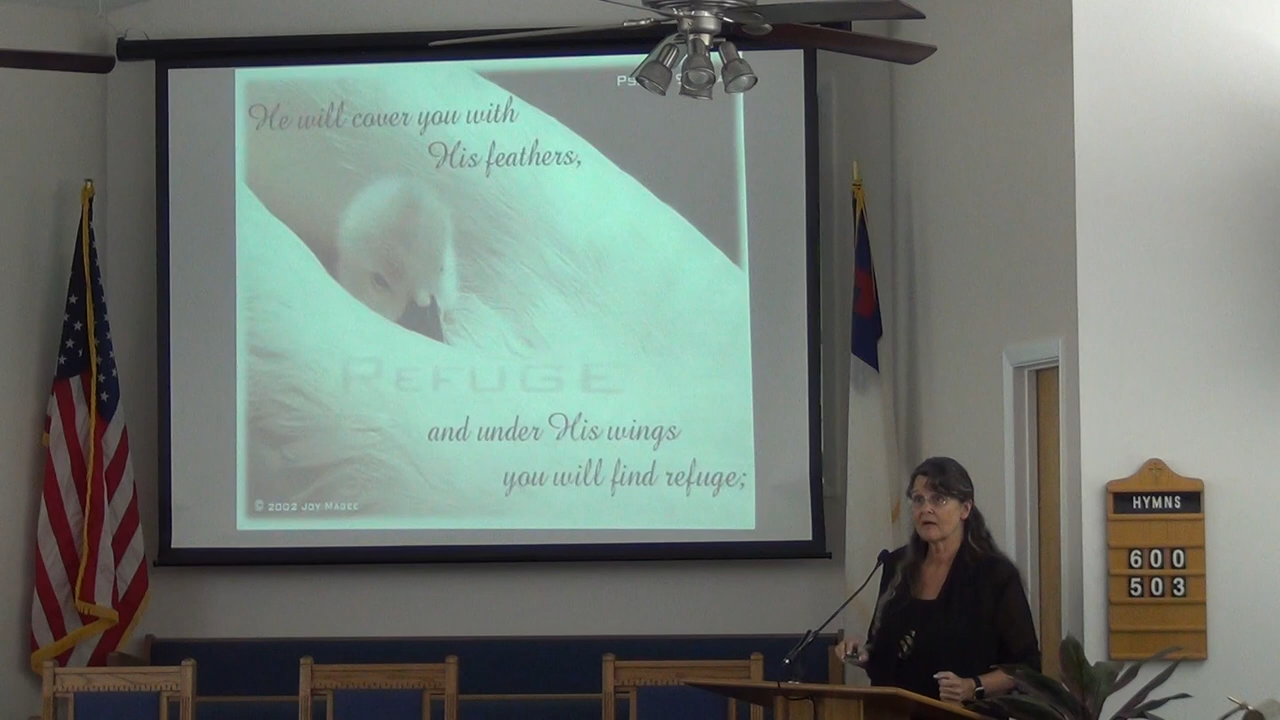 He will cover you with
His feathers,
REFUGE
and under His wings
you will find refuge;
© 2002 JOY MAGEE
HYMNS
600
503